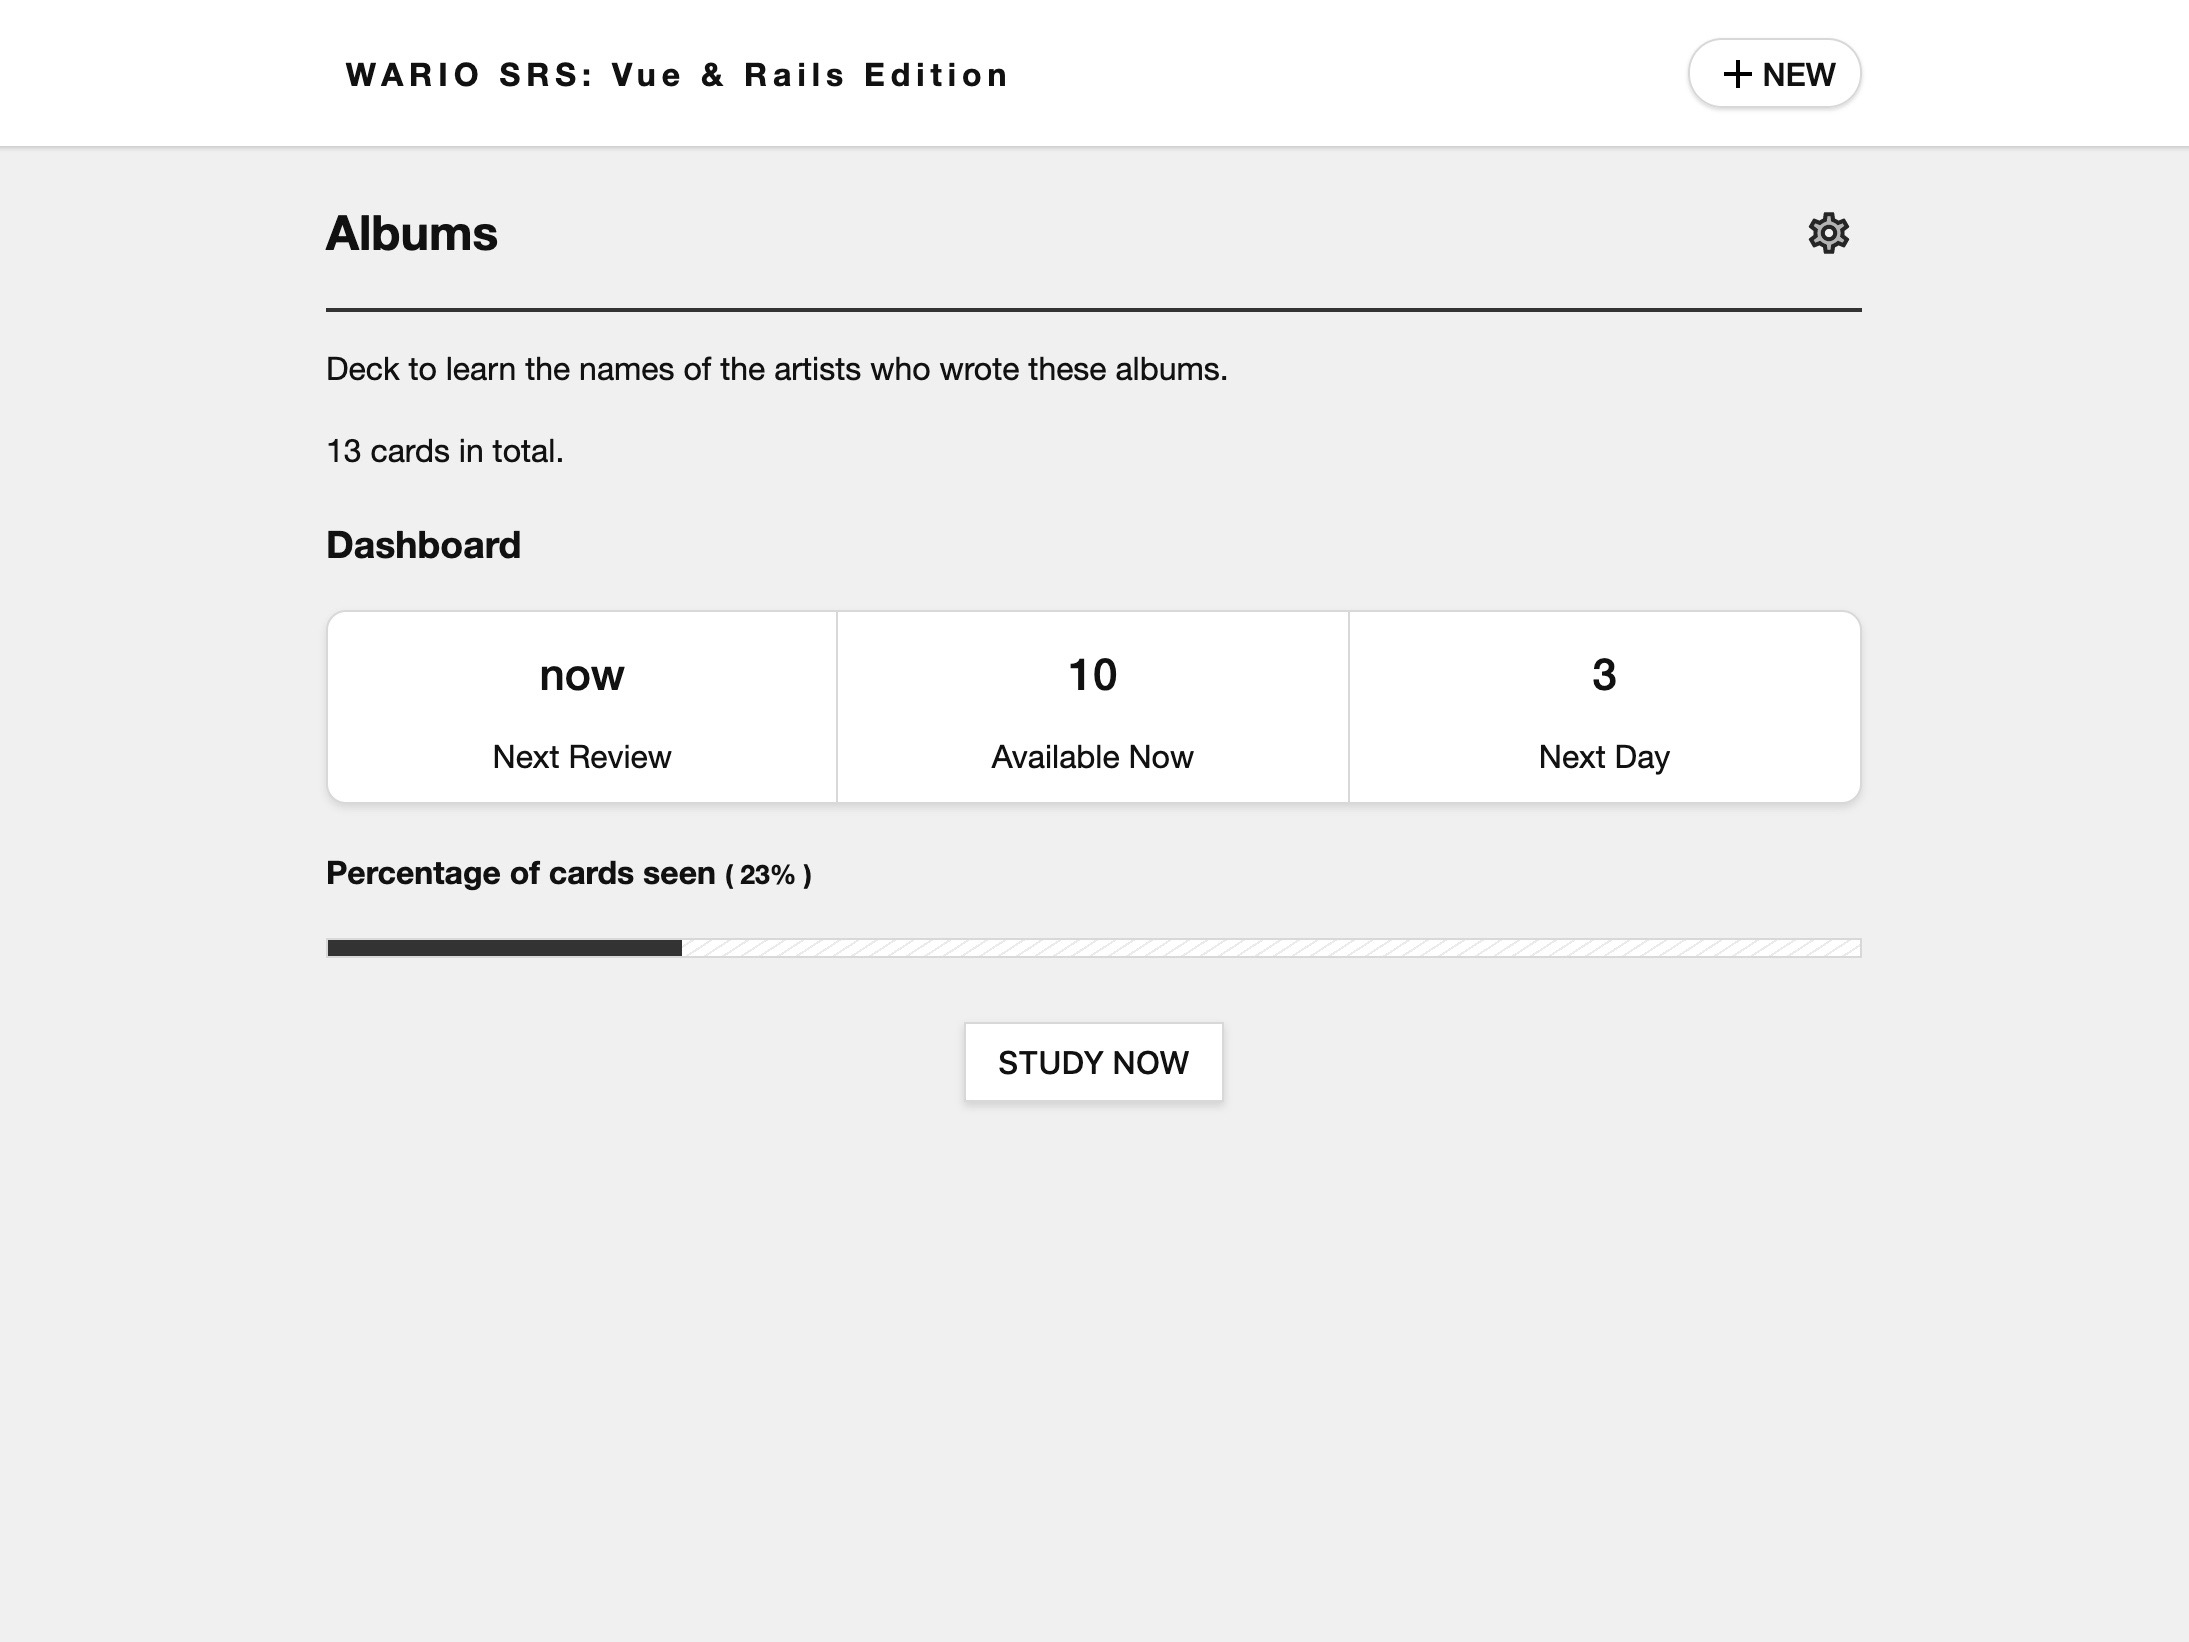 WARIO SRS: Vue & Rails Edition
+ NEW
Albums
Deck to learn the names of the artists who wrote these albums.
13 cards in total.
Dashboard
now
Next Review
10
Available Now
3
Next Day
Percentage of cards seen ( 23% )
STUDY NOW